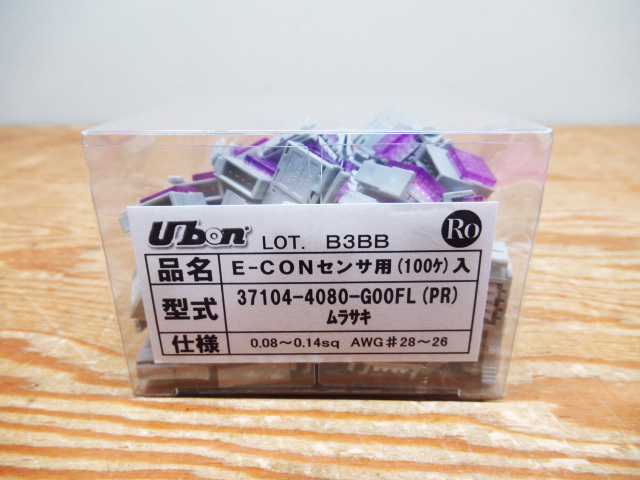 Ubon LOT. B3BB Ro
品名 E-CONセンサ用(100ケ)入
型式 37104-4080-G00FL(PR)
ムラサキ
仕様 0.08～0.14sq AWG♯28～26